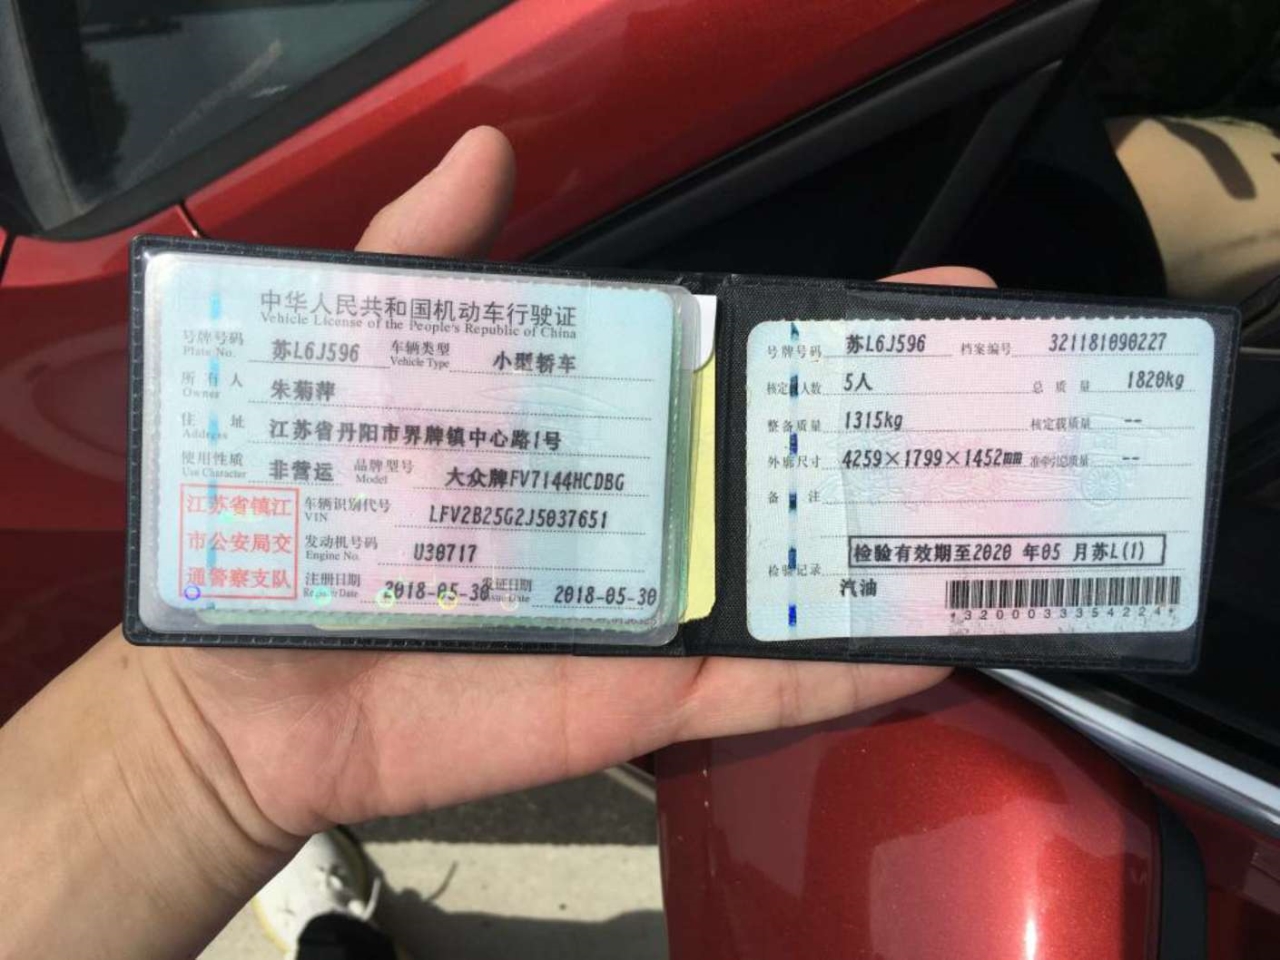 中华人民共和国机动车行驶证
Vehicle License of the People's Republic of China
号牌号码 苏L6J596 车辆类型 小型轿车
Plate No. Vehicle Type
所有人 朱菊萍
Owner
住址 江苏省丹阳市界牌镇中心路1号
Address
使用性质 非营运 品牌型号 大众牌FV7144HCDBG
Use Character Model
江苏省镇江
市公安局交
通警察支队
车辆识别代号 LFV2B25G2J5037651
VIN
发动机号码 U30717
Engine No.
注册日期 2018-05-30 发证日期 2018-05-30
Register Date Issue Date
号牌号码 苏L6J596 档案编号 321181090227
核定载人数 5人 总质量 1820kg
整备质量 1315kg 核定载质量 --
外廓尺寸 4259×1799×1452mm 准牵引总质量 --
备注
检验有效期至2020 年05 月苏L(1)
检验记录
汽油
*3200033354224*